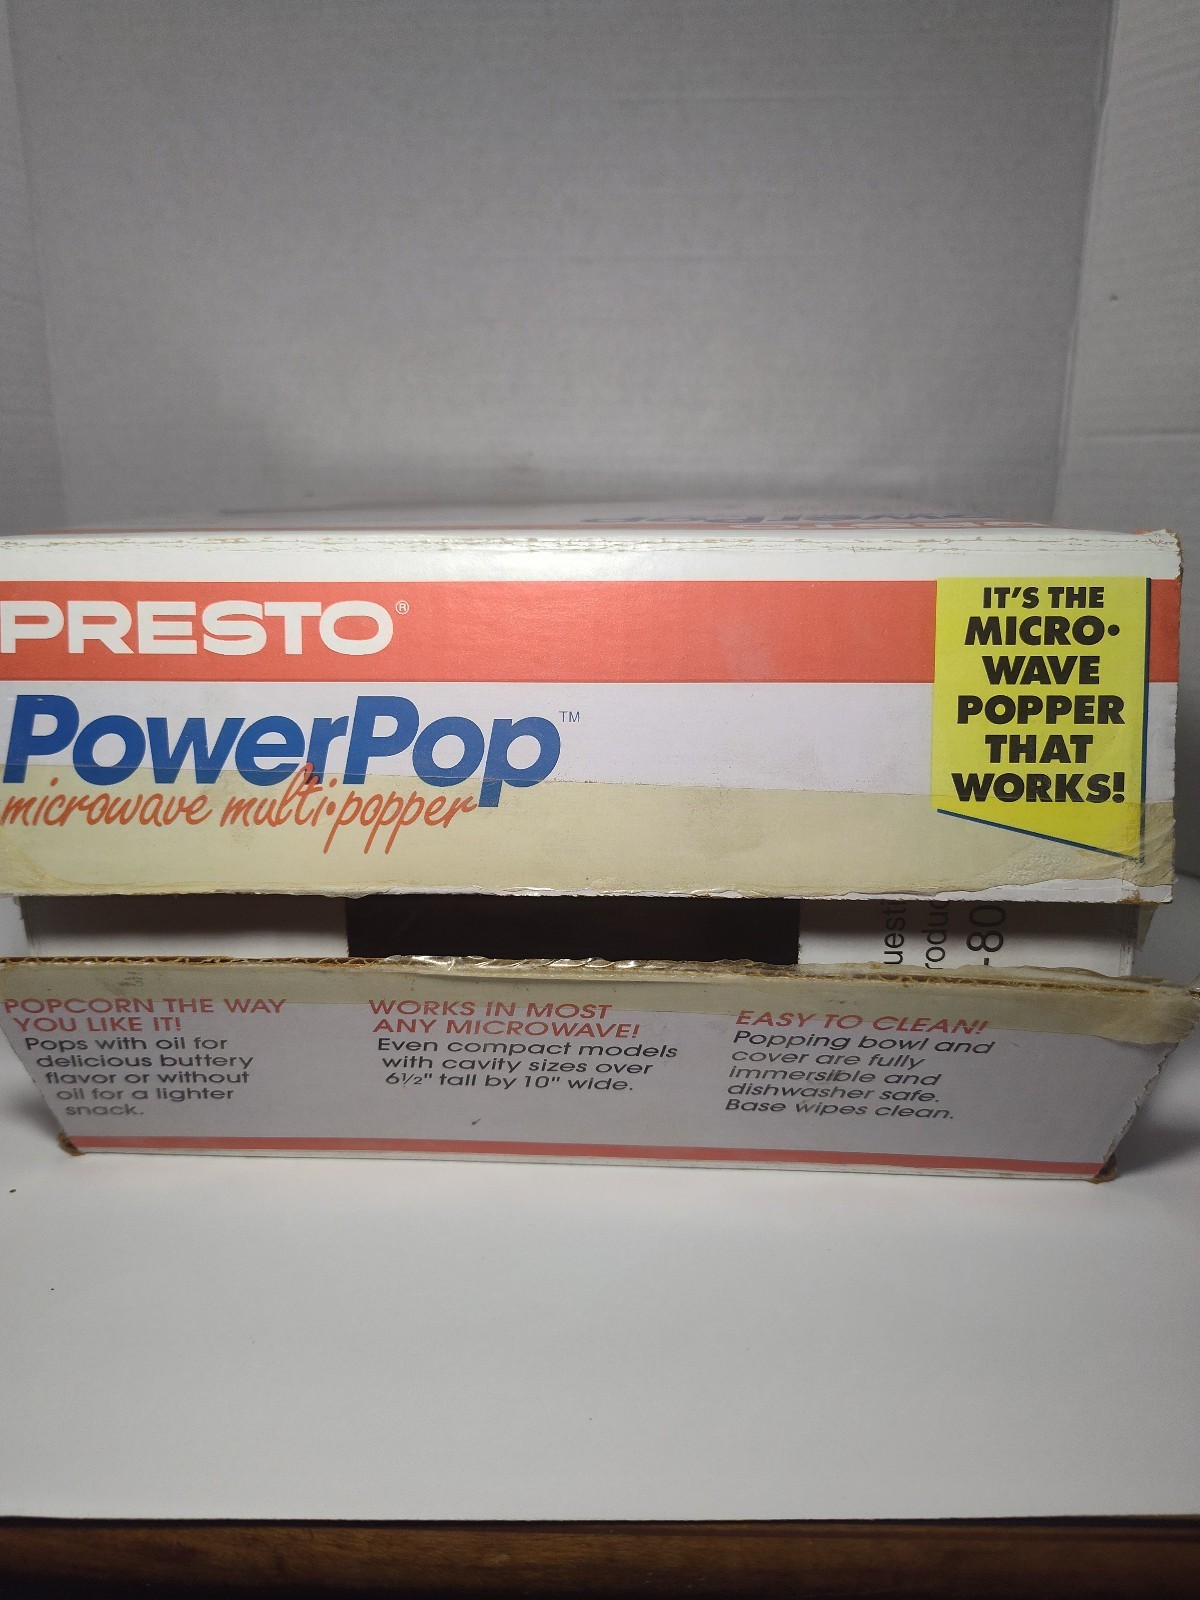 PRESTO®
PowerPop™
microwave multi•popper
IT'S THE
MICRO•
WAVE
POPPER
THAT
WORKS!
POPCORN THE WAY
YOU LIKE IT!
Pops with oil for
delicious buttery
flavor or without
oil for a lighter
snack.
WORKS IN MOST
ANY MICROWAVE!
Even compact models
with cavity sizes over
6½" tall by 10" wide.
EASY TO CLEAN!
Popping bowl and
cover are fully
immersible and
dishwasher safe.
Base wipes clean.